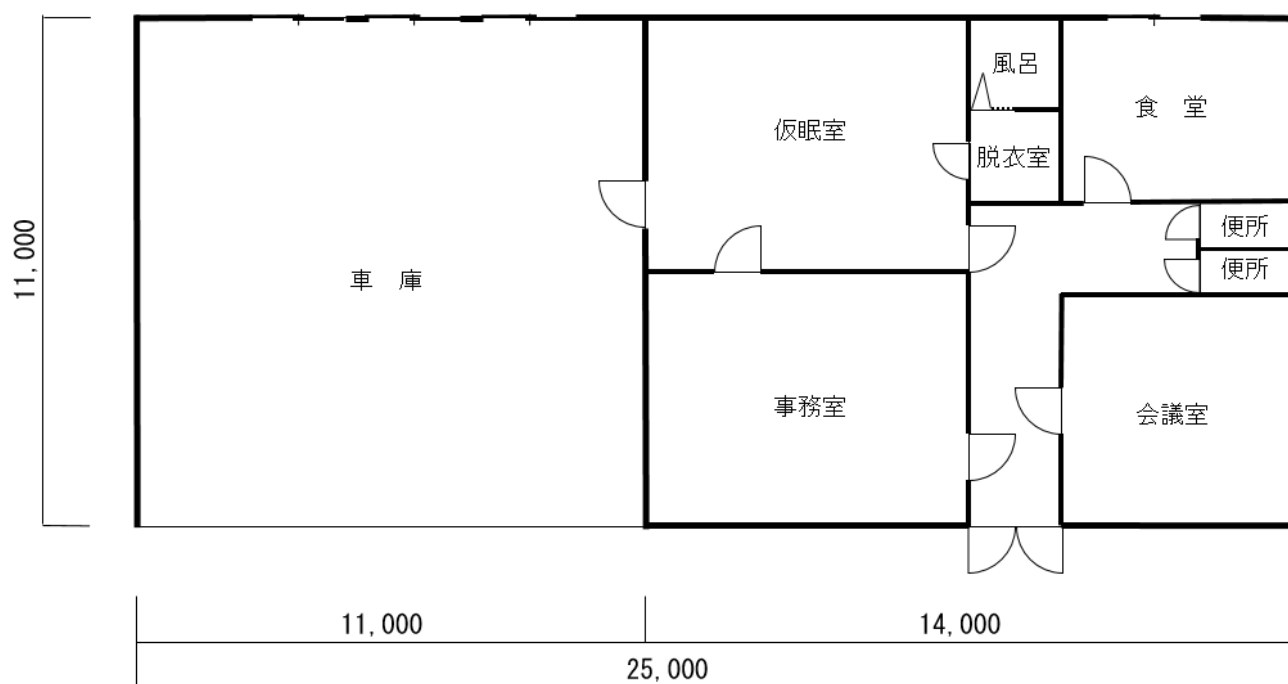 風呂
食　堂
仮眠室
脱衣室
便所
便所
11,000
車　庫
事務室
会議室
11,000
14,000
25,000